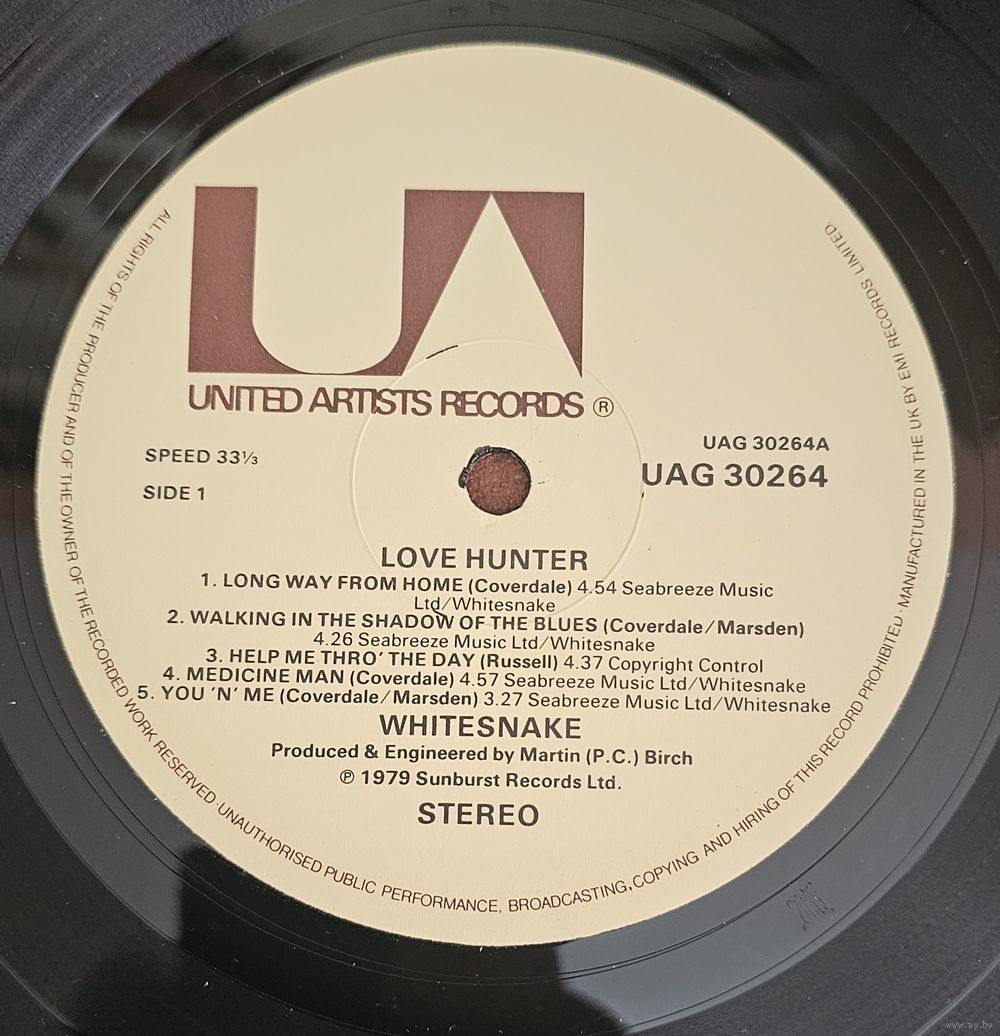 UA
UNITED ARTISTS RECORDS ®
SPEED 33⅓
SIDE 1
UAG 30264A
UAG 30264
LOVE HUNTER
1. LONG WAY FROM HOME (Coverdale) 4.54 Seabreeze Music
Ltd/Whitesnake
2. WALKING IN THE SHADOW OF THE BLUES (Coverdale/Marsden)
4.26 Seabreeze Music Ltd/Whitesnake
3. HELP ME THRO' THE DAY (Russell) 4.37 Copyright Control
4. MEDICINE MAN (Coverdale) 4.57 Seabreeze Music Ltd/Whitesnake
5. YOU 'N' ME (Coverdale/Marsden) 3.27 Seabreeze Music Ltd/Whitesnake
WHITESNAKE
Produced & Engineered by Martin (P.C.) Birch
℗ 1979 Sunburst Records Ltd.
STEREO
ALL RIGHTS OF THE PRODUCER AND OF THE OWNER OF THE RECORDED WORK RESERVED · UNAUTHORISED PUBLIC PERFORMANCE, BROADCASTING, COPYING AND HIRING OF THIS RECORD PROHIBITED · MANUFACTURED IN THE UK BY EMI RECORDS LIMITED.
www.ay.by